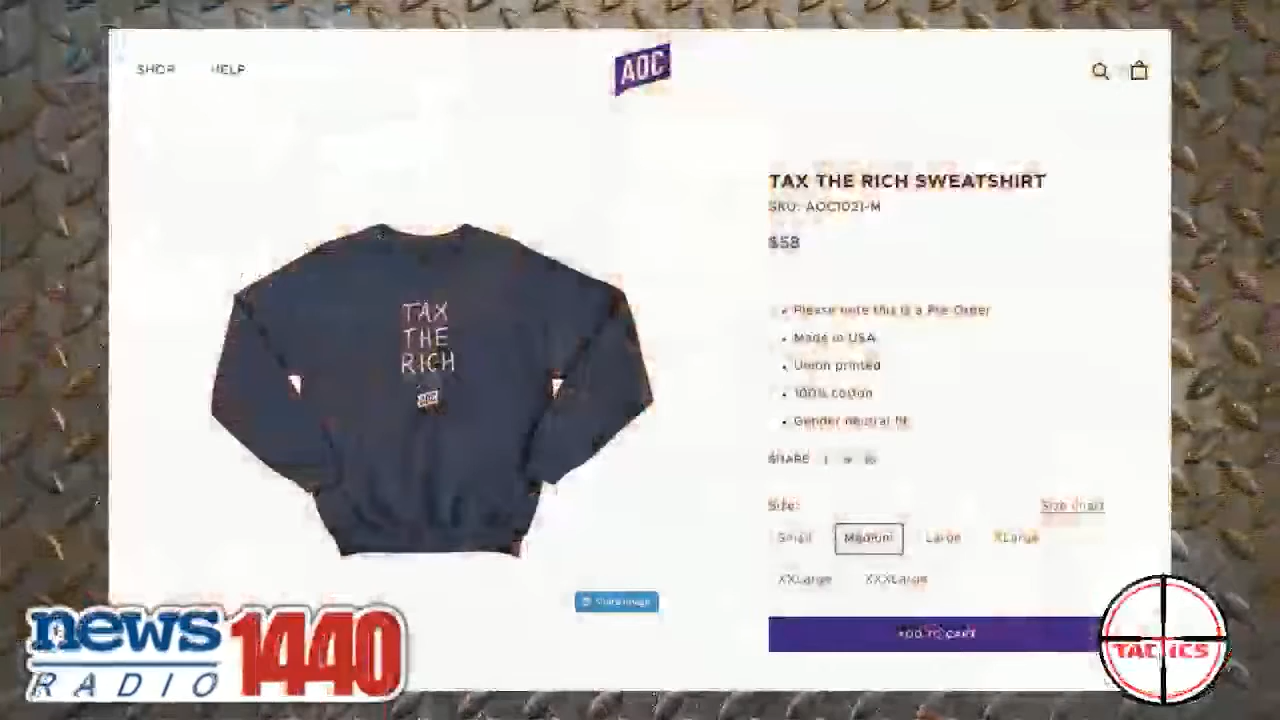 SHOP HELP
AOC
TAX THE RICH SWEATSHIRT
SKU: AOC1021-M
$58
Please note this is a Pre-Order
Made in USA
Union printed
100% cotton
Gender neutral fit
SHARE
Size:
Size chart
Small Medium Large XLarge
XXLarge XXXLarge
ADD TO CART
TAX
THE
RICH
AOC
news 1440
RADIO
TACTICS